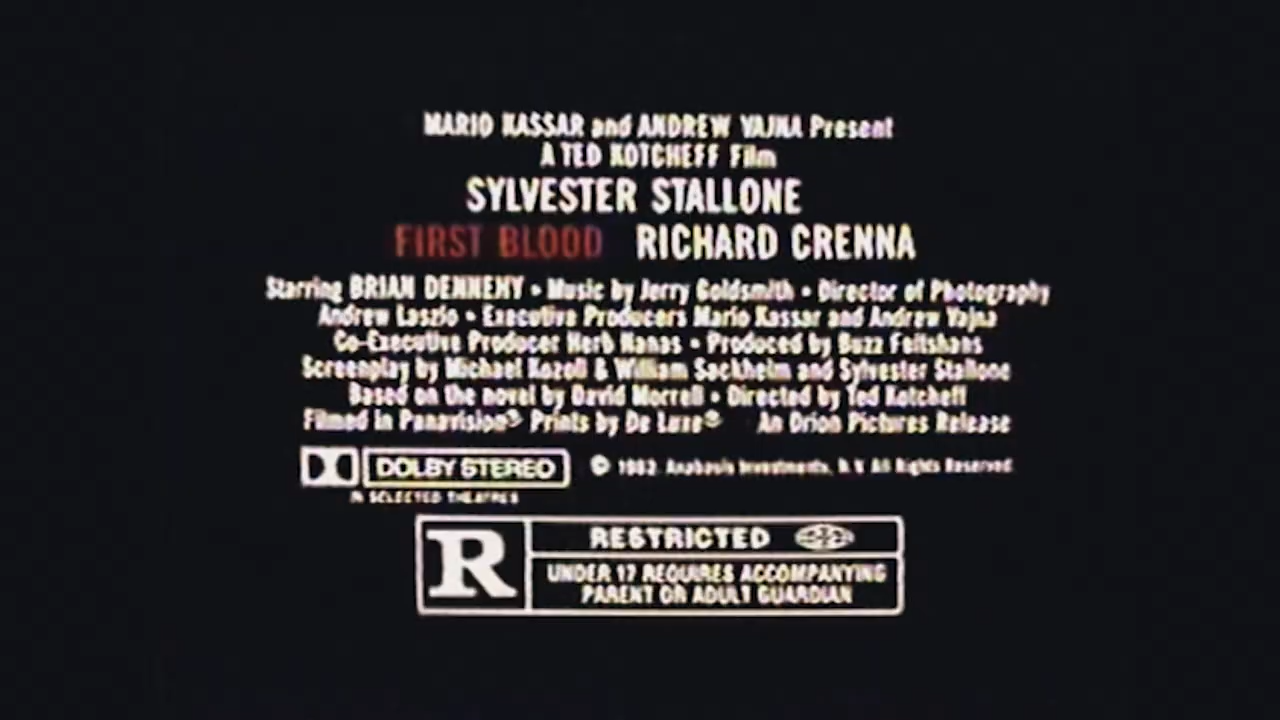 MARIO KASSAR and ANDREW VAJNA Present
A TED KOTCHEFF Film
SYLVESTER STALLONE
FIRST BLOOD RICHARD CRENNA
Starring BRIAN DENNEHY • Music by Jerry Goldsmith • Director of Photography
Andrew Laszlo • Executive Producers Mario Kassar and Andrew Vajna
Co-Executive Producer Herb Nanas • Produced by Buzz Feitshans
Screenplay by Michael Kozoll & William Sackheim and Sylvester Stallone
Based on the novel by David Morrell • Directed by Ted Kotcheff
Filmed in Panavision® Prints by De Luxe® An Orion Pictures Release
DOLBY STEREO © 1982 Anabasis Investments, N.V. All Rights Reserved
IN SELECTED THEATRES
R RESTRICTED
UNDER 17 REQUIRES ACCOMPANYING
PARENT OR ADULT GUARDIAN